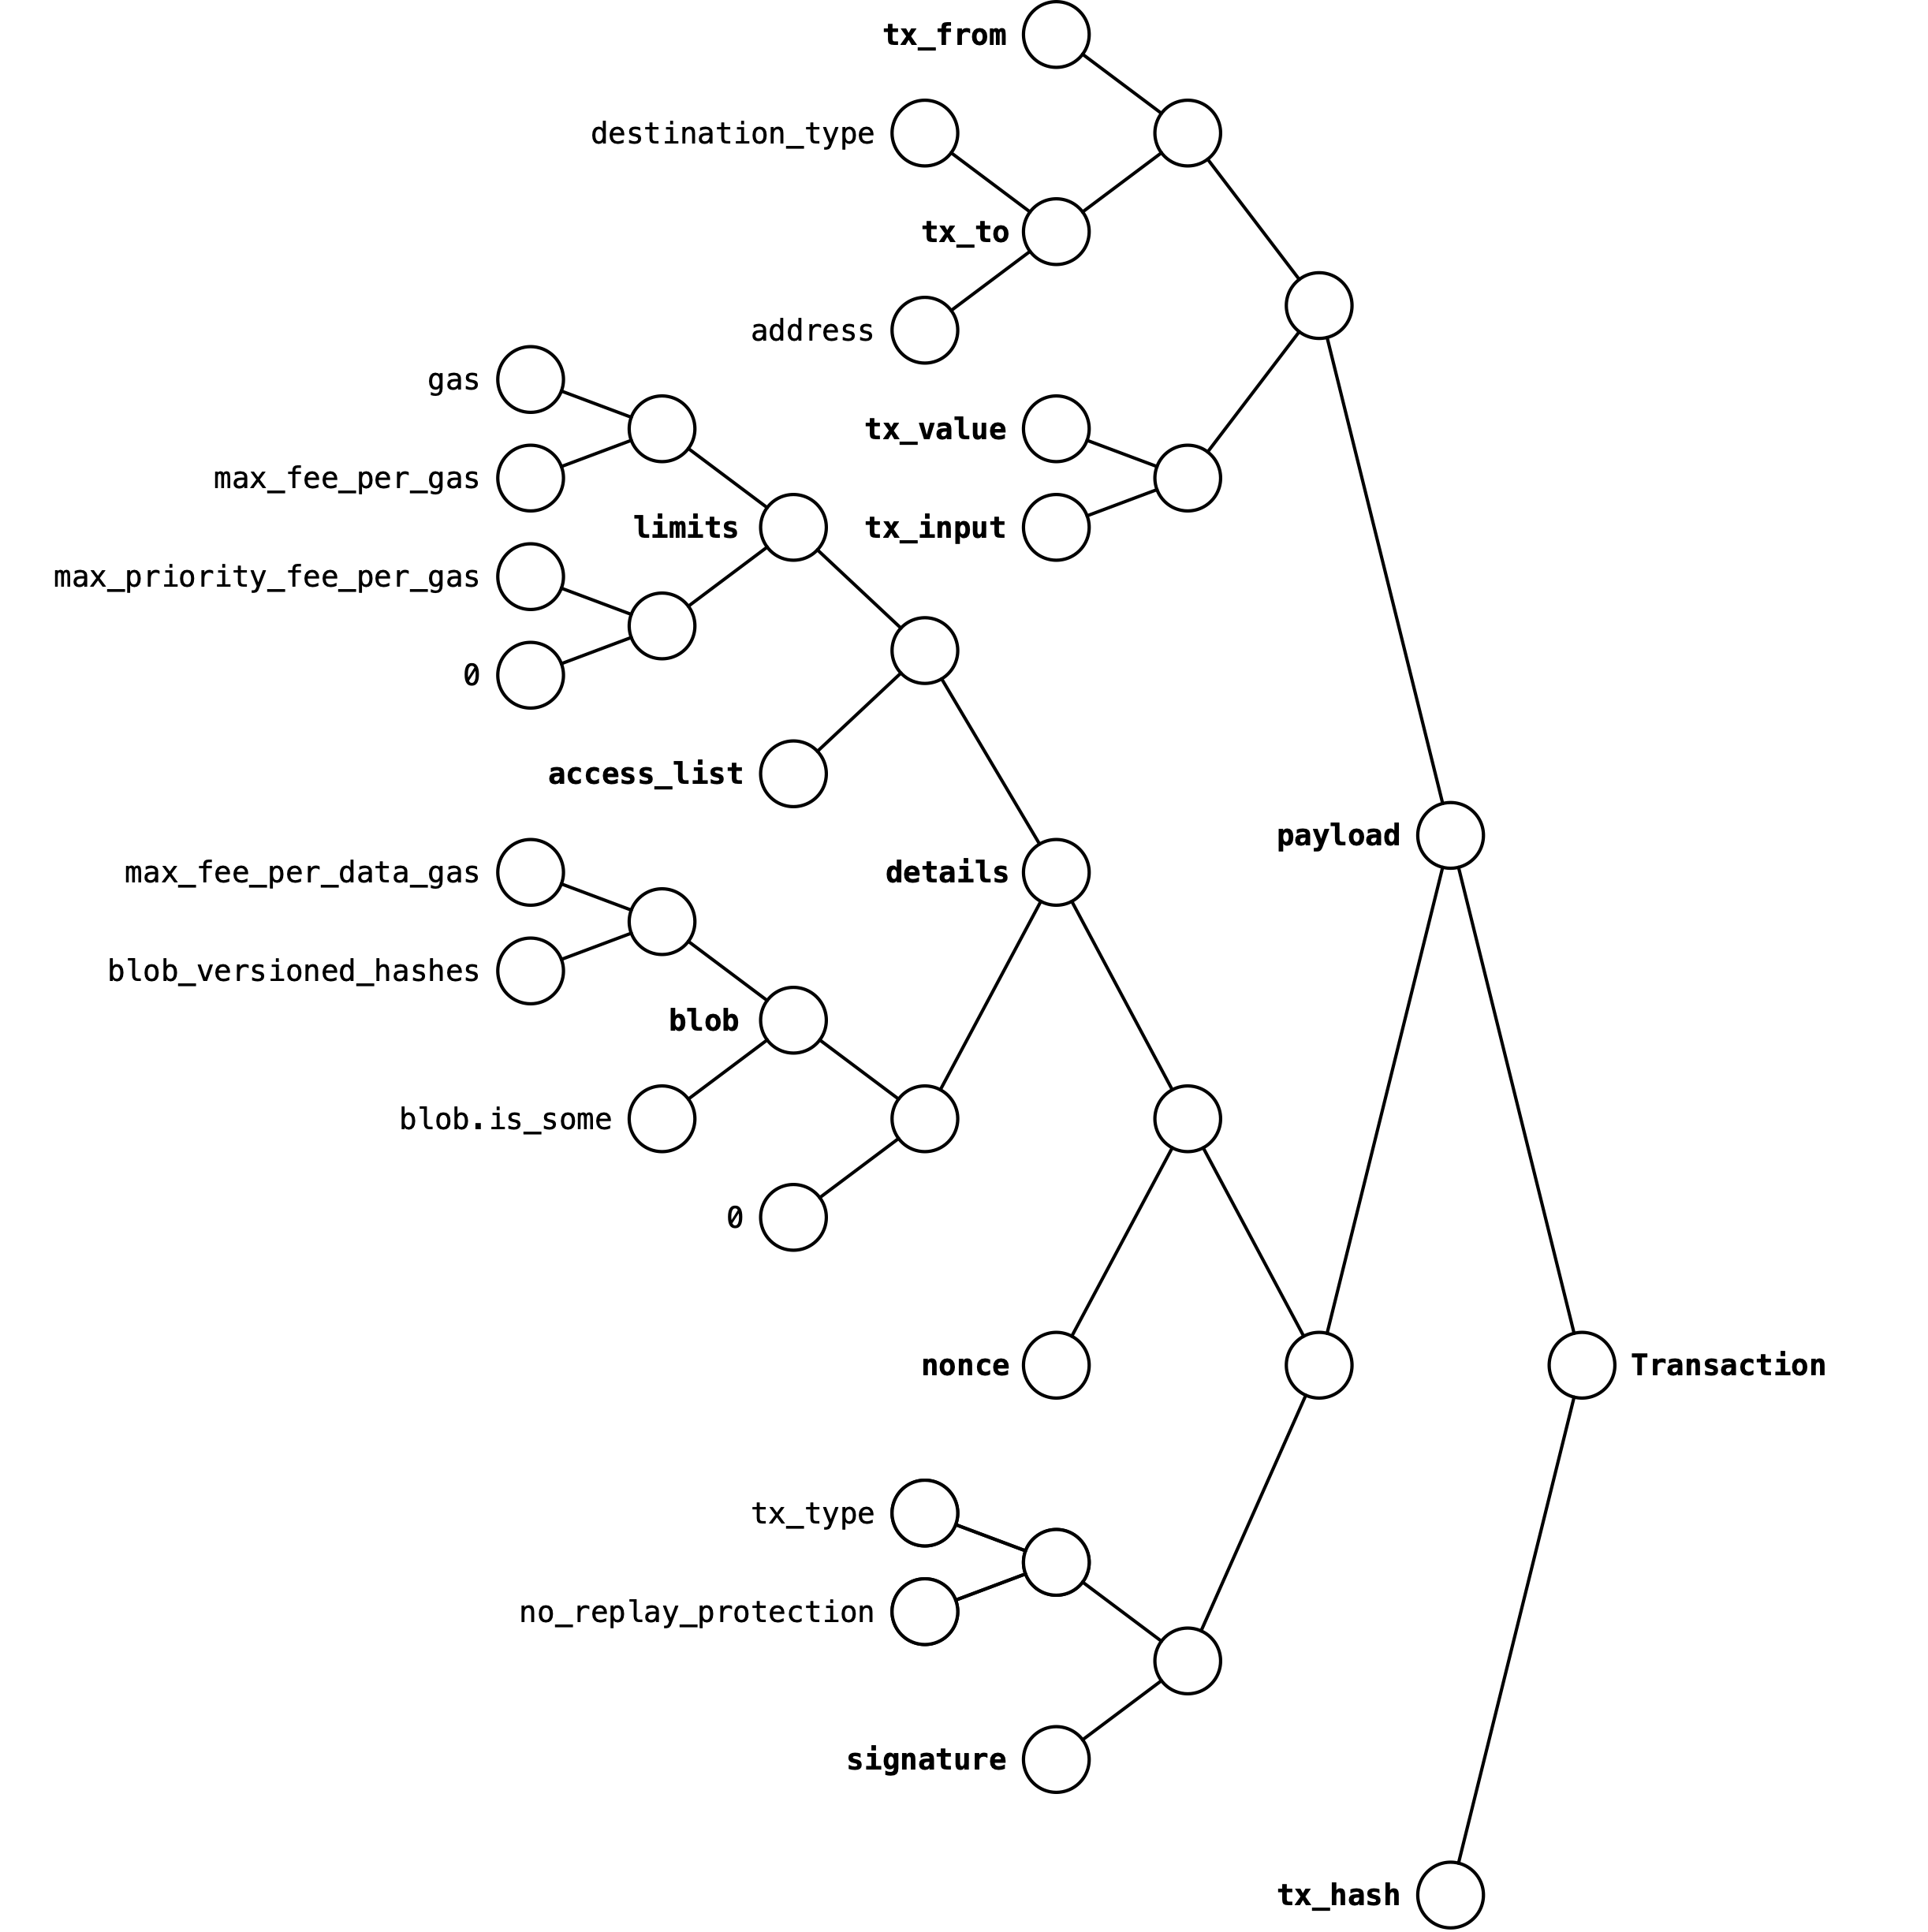 tx_from
destination_type
tx_to
address
gas
tx_value
max_fee_per_gas
limits
tx_input
max_priority_fee_per_gas
0
access_list
payload
max_fee_per_data_gas
details
blob_versioned_hashes
blob
blob.is_some
0
nonce
Transaction
tx_type
no_replay_protection
signature
tx_hash